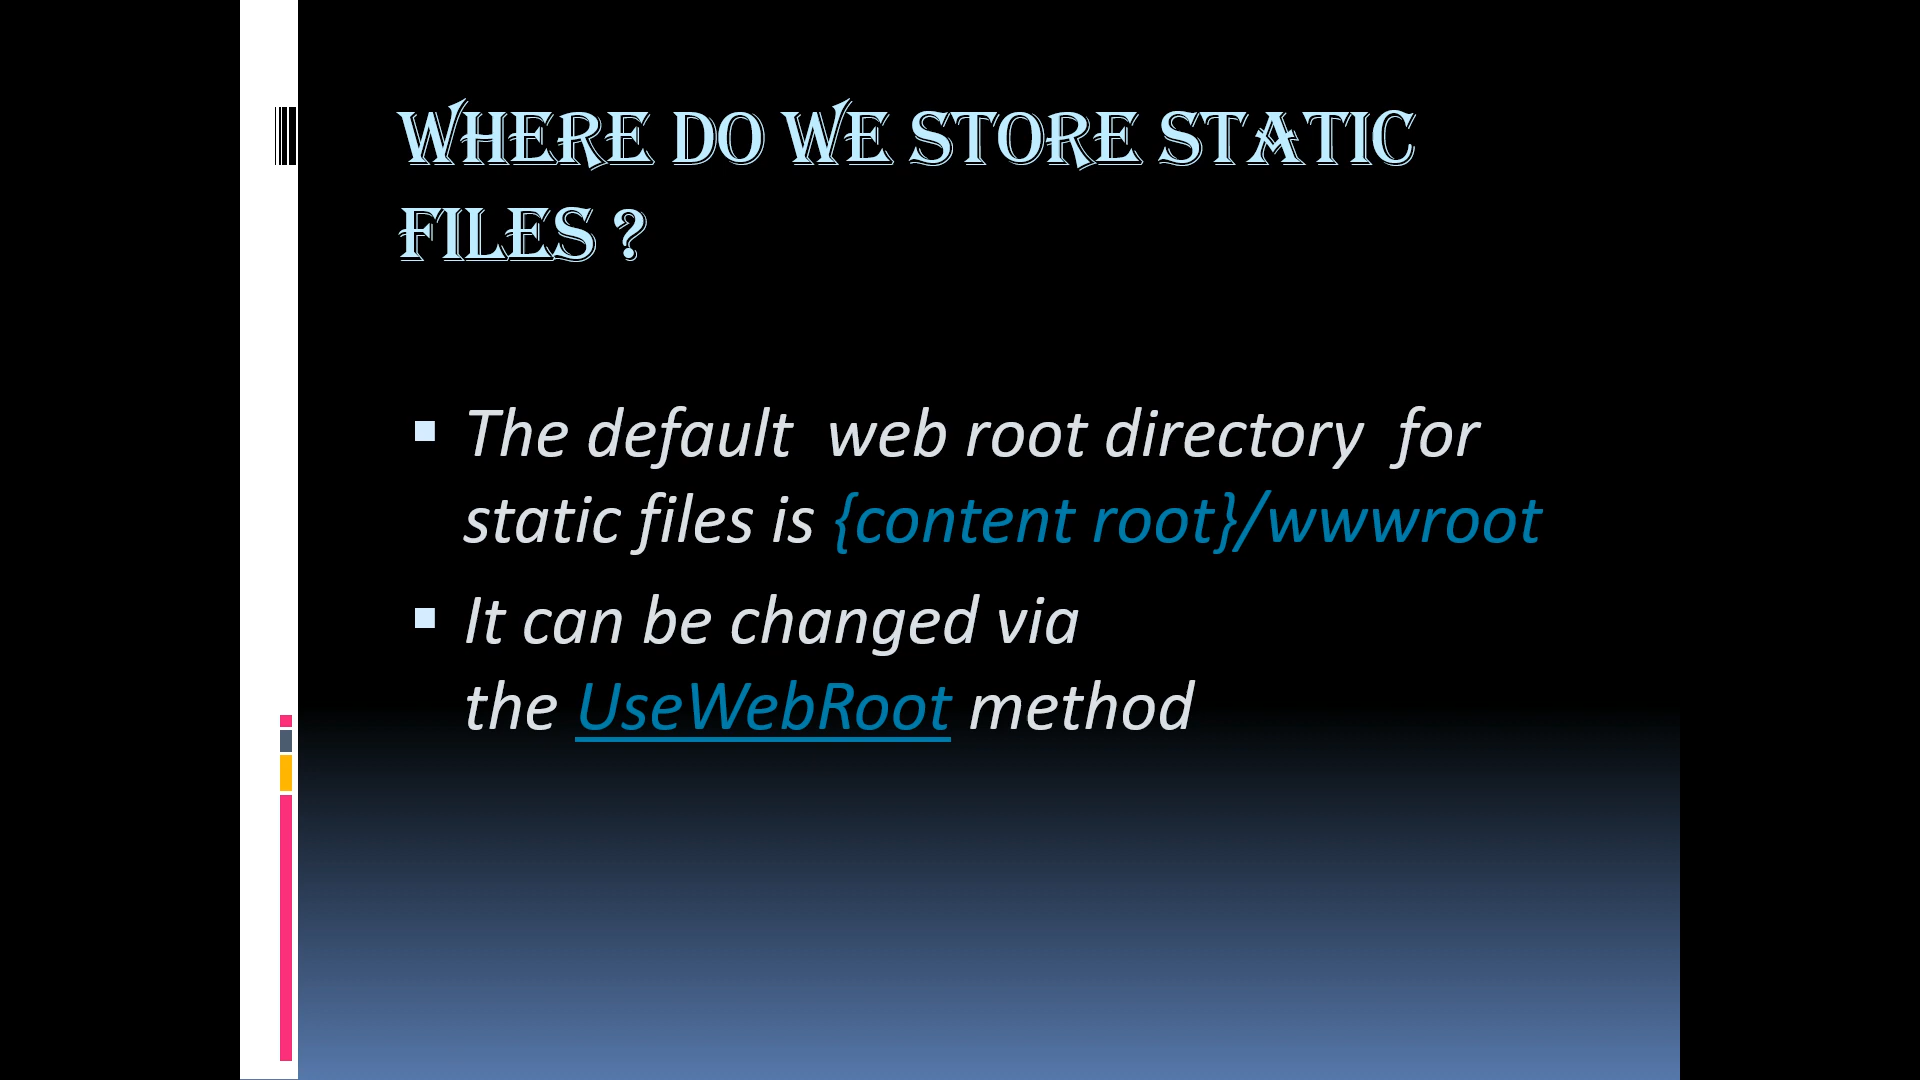 WHERE DO WE STORE STATIC
FILES ?
The default  web root directory  for
static files is {content root}/wwwroot
It can be changed via
the UseWebRoot method